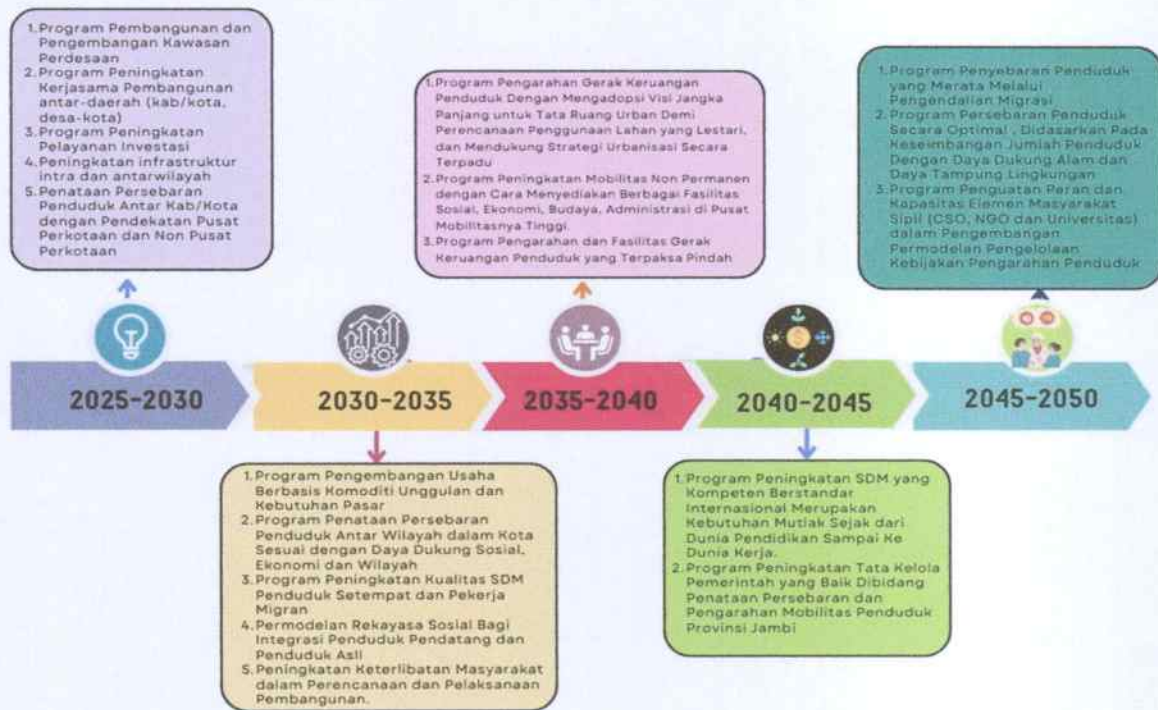 1.Program Pembangunan dan
Pengembangan Kawasan
Perdesaan
2.Program Peningkatan
Kerjasama Pembangunan
antar-daerah (kab/kota,
desa-kota)
3.Program Peningkatan
Pelayanan Investasi
4.Peningkatan infrastruktur
intra dan antarwilayah
5.Penataan Persebaran
Penduduk Antar Kab/Kota
dengan Pendekatan Pusat
Perkotaan dan Non Pusat
Perkotaan
1.Program Pengarahan Gerak Keruangan
Penduduk Dengan Mengadopsi Visi Jangka
Panjang untuk Tata Ruang Urban Demi
Perencanaan Penggunaan Lahan yang Lestari,
dan Mendukung Strategi Urbanisasi Secara
Terpadu
2.Program Peningkatan Mobilitas Non Permanen
dengan Cara Menyediakan Berbagai Fasilitas
Sosial, Ekonomi, Budaya, Administrasi di Pusat
Mobilitasnya Tinggi.
3.Program Pengarahan dan Fasilitas Gerak
Keruangan Penduduk yang Terpaksa Pindah
1.Program Penyebaran Penduduk
yang Merata Melalui
Pengendalian Migrasi
2.Program Persebaran Penduduk
Secara Optimal , Didasarkan Pada
Keseimbangan Jumlah Penduduk
Dengan Daya Dukung Alam dan
Daya Tampung Lingkungan
3.Program Penguatan Peran dan
Kapasitas Elemen Masyarakat
Sipil (CSO, NGO dan Universitas)
dalam Pengembangan
Permodelan Pengelolaan
Kebijakan Pengarahan Penduduk
2025-2030
2030-2035
2035-2040
2040-2045
2045-2050
1.Program Pengembangan Usaha
Berbasis Komoditi Unggulan dan
Kebutuhan Pasar
2.Program Penataan Persebaran
Penduduk Antar Wilayah dalam Kota
Sesuai dengan Daya Dukung Sosial,
Ekonomi dan Wilayah
3.Program Peningkatan Kualitas SDM
Penduduk Setempat dan Pekerja
Migran
4.Permodelan Rekayasa Sosial Bagi
Integrasi Penduduk Pendatang dan
Penduduk Asli
5.Peningkatan Keterlibatan Masyarakat
dalam Perencanaan dan Pelaksanaan
Pembangunan.
1.Program Peningkatan SDM yang
Kompeten Berstandar
Internasional Merupakan
Kebutuhan Mutlak Sejak dari
Dunia Pendidikan Sampai Ke
Dunia Kerja.
2.Program Peningkatan Tata Kelola
Pemerintah yang Baik Dibidang
Penataan Persebaran dan
Pengarahan Mobilitas Penduduk
Provinsi Jambi